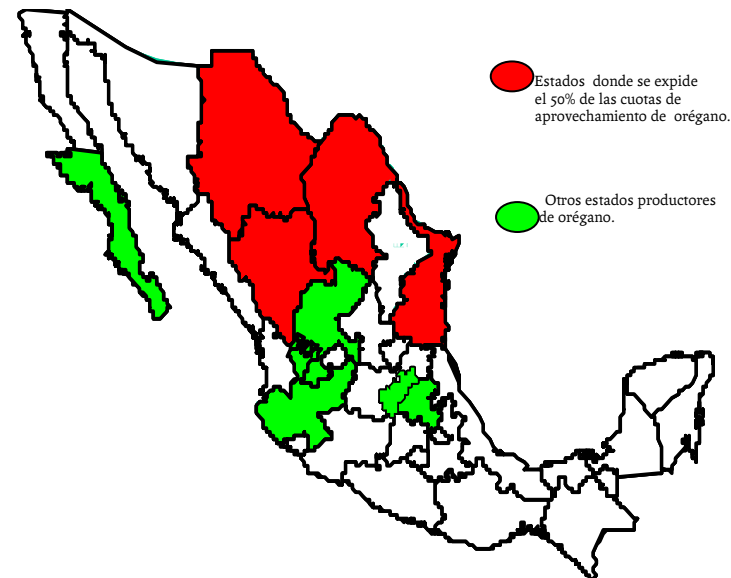 Estados donde se expide
el 50% de las cuotas de
aprovechamiento de orégano.
Otros estados productores
de orégano.